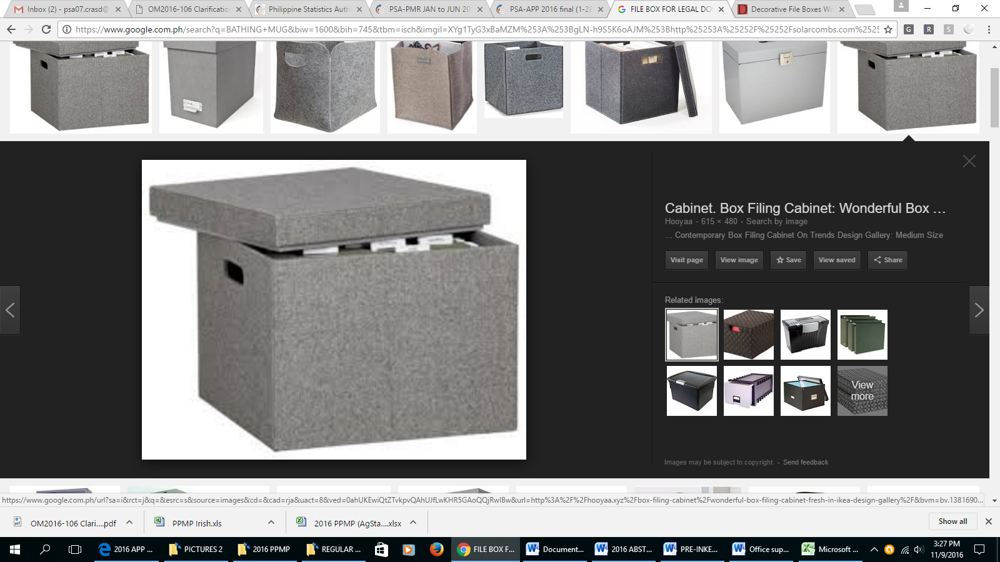 Inbox (2) - psa07.crasd@
OM2016-106 Clarificatio
Philippine Statistics Auth
PSA-PMR JAN to JUN 20
PSA-APP 2016 final (1-28
FILE BOX FOR LEGAL DO
Decorative File Boxes Wi
https://www.google.com.ph/search?q=BATHING+MUG&biw=1600&bih=745&tbm=isch&imgil=XYg1TyG3xBaMZM%253A%253BgLN-h9S5K6oAJM%253Bhttp%25253A%25252F%25252Fsolarcombs.com%2525
G
R
S
Cabinet. Box Filing Cabinet: Wonderful Box ...
Hooyaa - 615 × 480 - Search by image
... Contemporary Box Filing Cabinet On Trends Design Gallery: Medium Size
Visit page
View image
Save
View saved
Share
Related images:
View
more
Images may be subject to copyright. - Send feedback
https://www.google.com.ph/url?sa=i&rct=j&q=&esrc=s&source=images&cd=&cad=rja&uact=8&ved=0ahUKEwiQtZTvkpvQAhUJfLwKHR5GAoQQjRwIBw&url=http%3A%2F%2Fhooyaa.xyz%2Fbox-filing-cabinet%2Fwonderful-box-filing-cabinet-fresh-in-ikea-design-gallery%2F&bvm=bv.1381690...
OM2016-106 Clari....pdf
PPMP Irish.xls
2016 PPMP (AgSta....xlsx
Show all
2016 APP ...
PICTURES 2
2016 PPMP
REGULAR ...
FILE BOX F...
Document...
2016 ABST...
PRE-INKE...
Office sup...
Microsoft ...
3:27 PM
11/9/2016